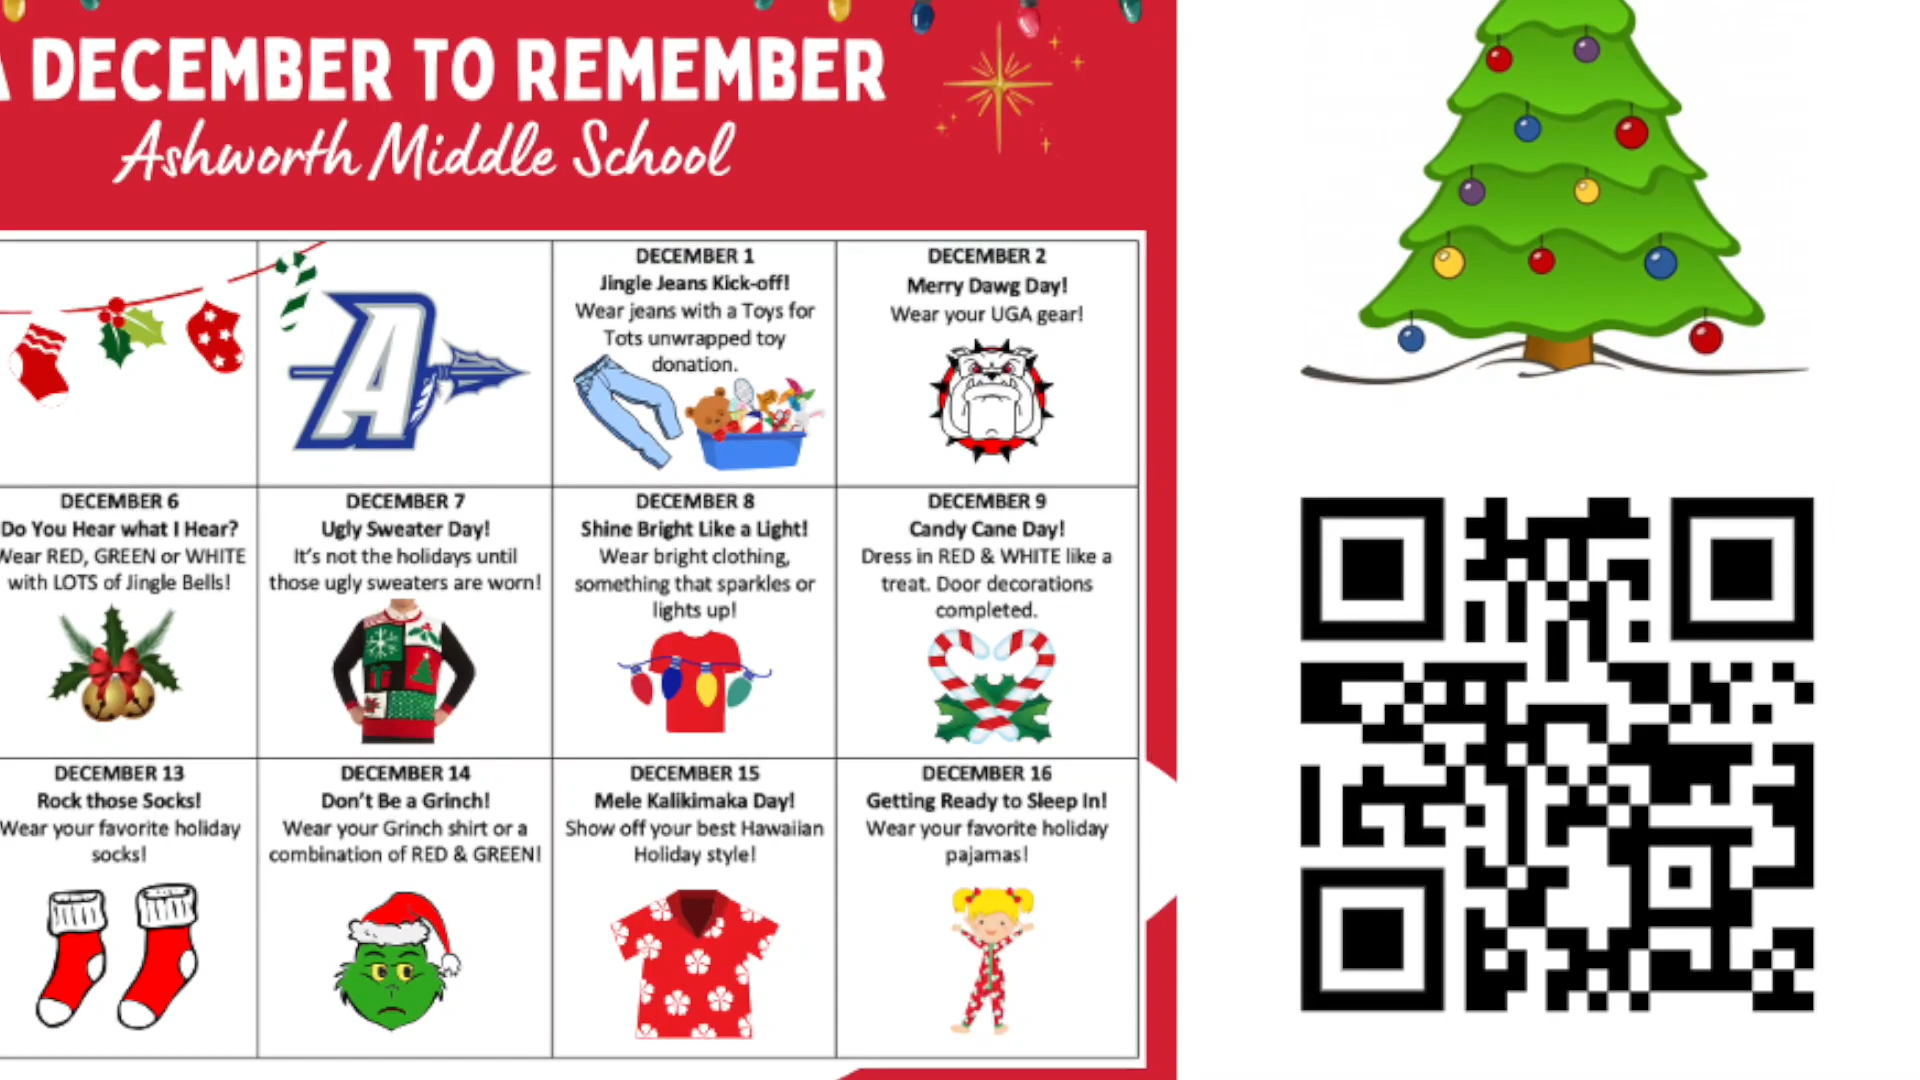 A DECEMBER TO REMEMBER
Ashworth Middle School
A
DECEMBER 1
Jingle Jeans Kick-off!
Wear jeans with a Toys for
Tots unwrapped toy
donation.
DECEMBER 2
Merry Dawg Day!
Wear your UGA gear!
DECEMBER 6
Do You Hear what I Hear?
Wear RED, GREEN or WHITE
with LOTS of Jingle Bells!
DECEMBER 7
Ugly Sweater Day!
It's not the holidays until
those ugly sweaters are worn!
DECEMBER 8
Shine Bright Like a Light!
Wear bright clothing,
something that sparkles or
lights up!
DECEMBER 9
Candy Cane Day!
Dress in RED & WHITE like a
treat. Door decorations
completed.
DECEMBER 13
Rock those Socks!
Wear your favorite holiday
socks!
DECEMBER 14
Don't Be a Grinch!
Wear your Grinch shirt or a
combination of RED & GREEN!
DECEMBER 15
Mele Kalikimaka Day!
Show off your best Hawaiian
Holiday style!
DECEMBER 16
Getting Ready to Sleep In!
Wear your favorite holiday
pajamas!